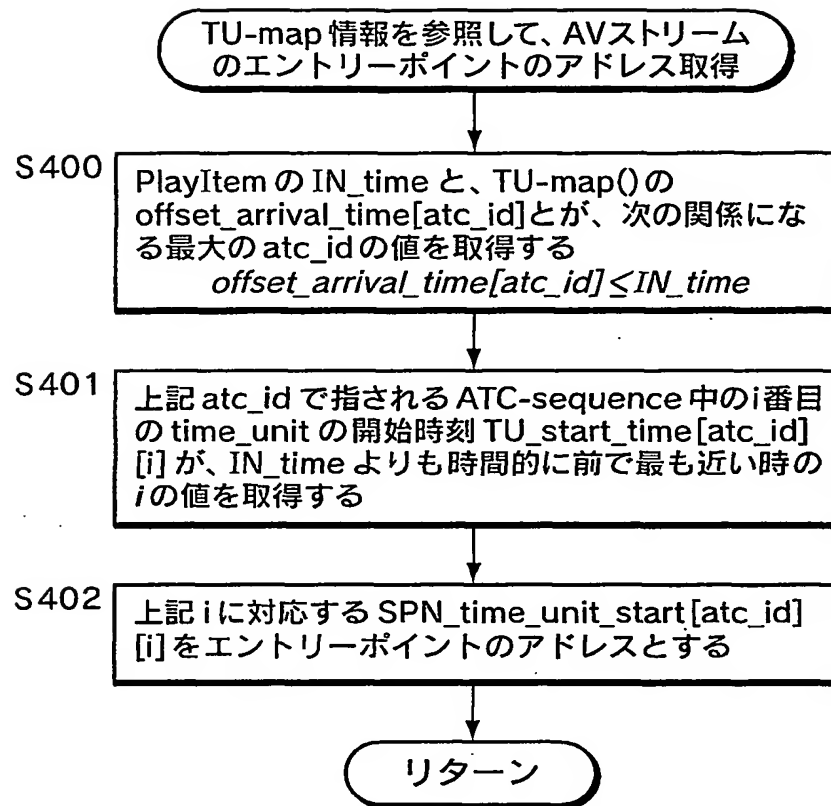 TU-map 情報を参照して、AVストリーム
のエントリーポイントのアドレス取得
S400
PlayItem の IN_time と、TU-map()の
offset_arrival_time[atc_id]とが、次の関係にな
る最大の atc_id の値を取得する
offset_arrival_time[atc_id]≤IN_time
S401
上記 atc_id で指される ATC-sequence 中のi番目
の time_unit の開始時刻 TU_start_time[atc_id]
[i] が、IN_time よりも時間的に前で最も近い時の
iの値を取得する
S402
上記 i に対応する SPN_time_unit_start[atc_id]
[i] をエントリーポイントのアドレスとする
リターン